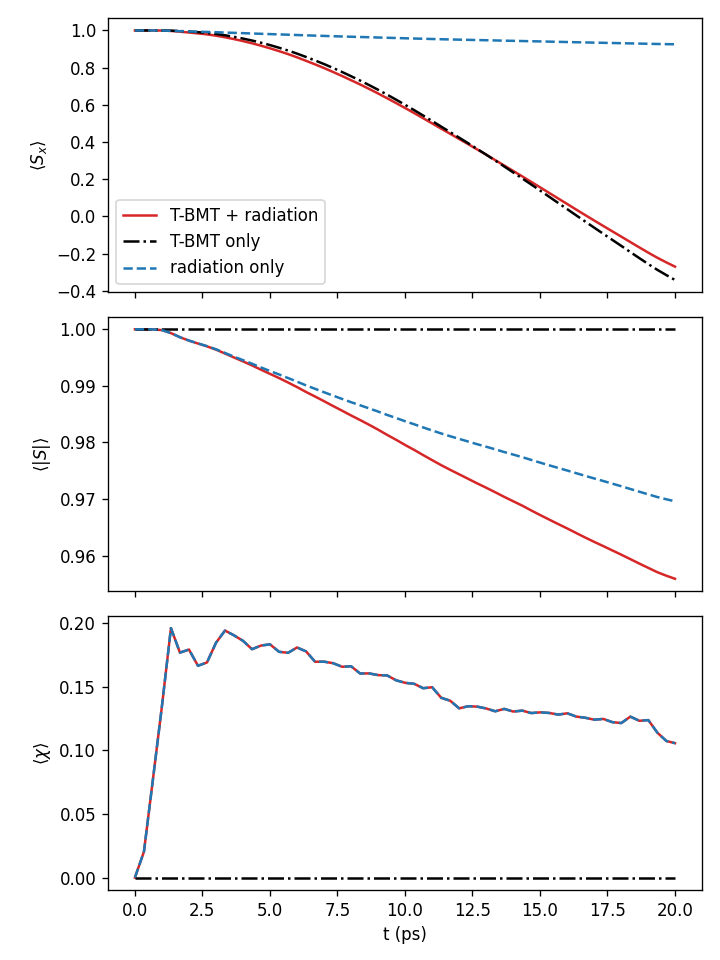 1.0
0.8
0.6
0.4
0.2
0.0
−0.2
−0.4
⟨Sₓ⟩
T-BMT + radiation
T-BMT only
radiation only
1.00
0.99
0.98
0.97
0.96
⟨|S|⟩
0.20
0.15
0.10
0.05
0.00
⟨χ⟩
0.0 2.5 5.0 7.5 10.0 12.5 15.0 17.5 20.0
t (ps)